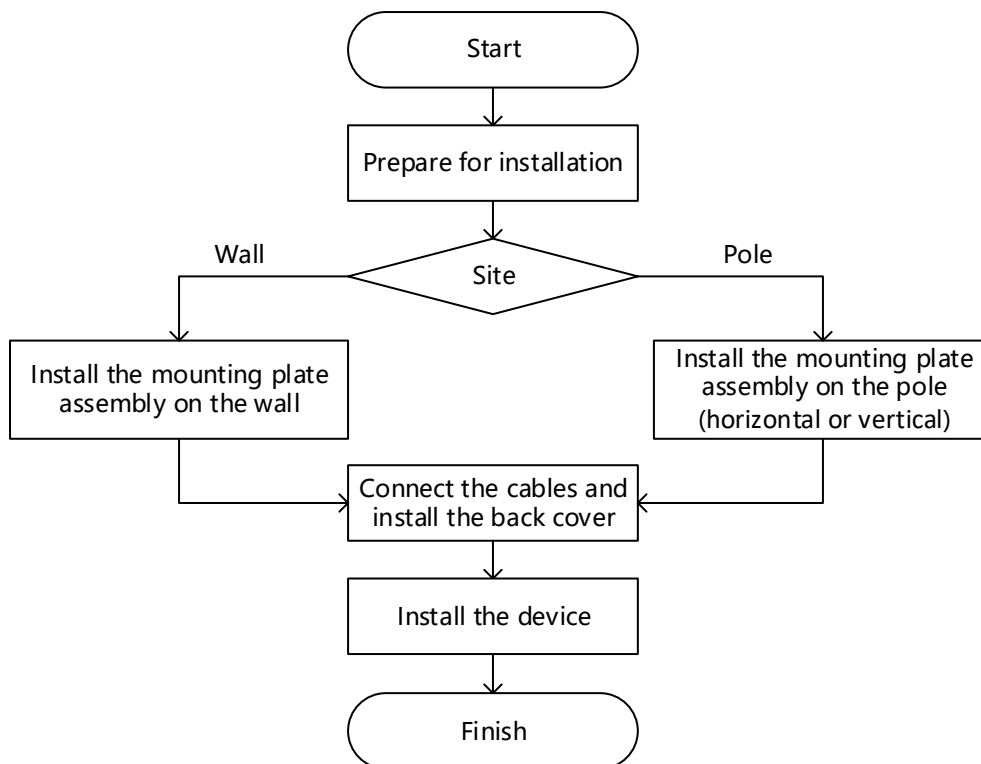 Start
Prepare for installation
Wall
Site
Pole
Install the mounting plate
assembly on the wall
Install the mounting plate
assembly on the pole
(horizontal or vertical)
Connect the cables and
install the back cover
Install the device
Finish